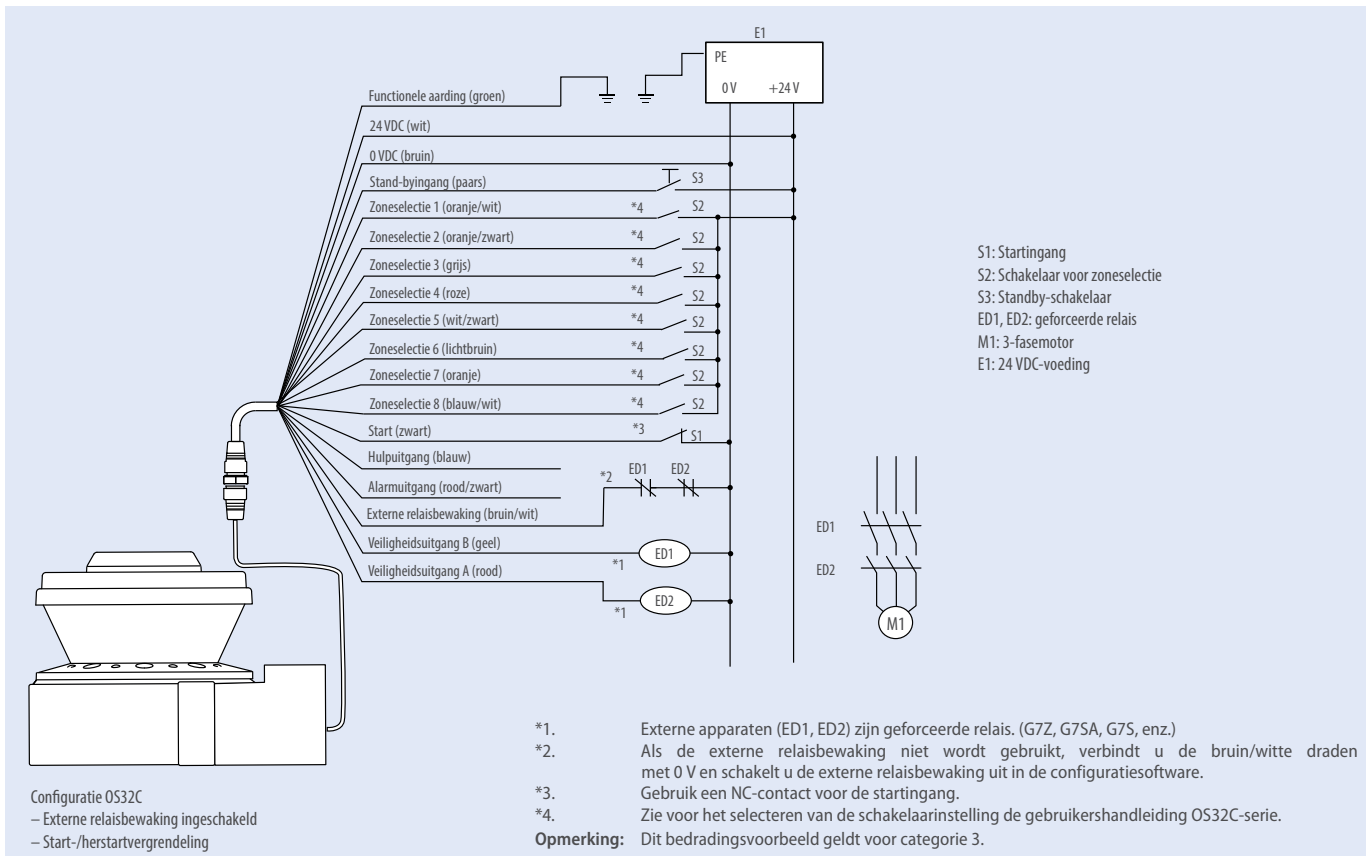 E1
PE
0 V +24 V
Functionele aarding (groen)
24 VDC (wit)
0 VDC (bruin)
Stand-byingang (paars) S3
Zoneselectie 1 (oranje/wit) *4 S2
Zoneselectie 2 (oranje/zwart) *4 S2
Zoneselectie 3 (grijs) *4 S2
Zoneselectie 4 (roze) *4 S2
Zoneselectie 5 (wit/zwart) *4 S2
Zoneselectie 6 (lichtbruin) *4 S2
Zoneselectie 7 (oranje) *4 S2
Zoneselectie 8 (blauw/wit) *4 S2
Start (zwart) *3 S1
Hulpuitgang (blauw)
Alarmuitgang (rood/zwart)
*2 ED1 ED2
Externe relaisbewaking (bruin/wit)
Veiligheidsuitgang B (geel)
*1 ED1
Veiligheidsuitgang A (rood)
*1 ED2
S1: Startingang
S2: Schakelaar voor zoneselectie
S3: Standby-schakelaar
ED1, ED2: geforceerde relais
M1: 3-fasemotor
E1: 24 VDC-voeding
ED1
ED2
M1
Configuratie OS32C
– Externe relaisbewaking ingeschakeld
– Start-/herstartvergrendeling
*1. Externe apparaten (ED1, ED2) zijn geforceerde relais. (G7Z, G7SA, G7S, enz.)
*2. Als de externe relaisbewaking niet wordt gebruikt, verbindt u de bruin/witte draden
met 0 V en schakelt u de externe relaisbewaking uit in de configuratiesoftware.
*3. Gebruik een NC-contact voor de startingang.
*4. Zie voor het selecteren van de schakelaarinstelling de gebruikershandleiding OS32C-serie.
Opmerking: Dit bedradingsvoorbeeld geldt voor categorie 3.